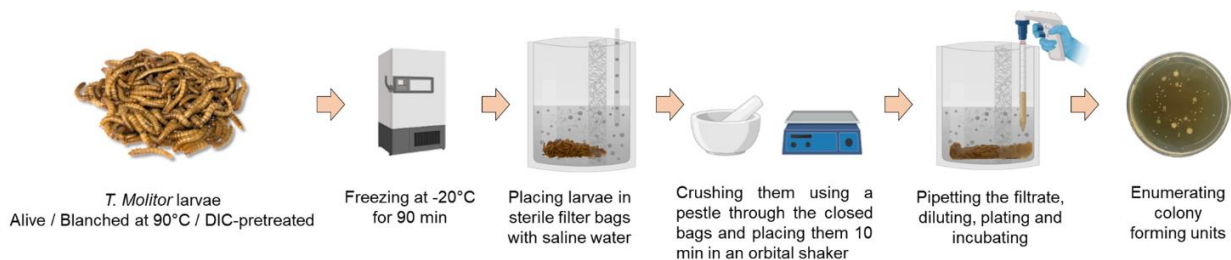 T. Molitor larvae
Alive / Blanched at 90°C / DIC-pretreated
Freezing at -20°C
for 90 min
Placing larvae in
sterile filter bags
with saline water
Crushing them using a
pestle through the closed
bags and placing them 10
min in an orbital shaker
Pipetting the filtrate,
diluting, plating and
incubating
Enumerating
colony
forming units